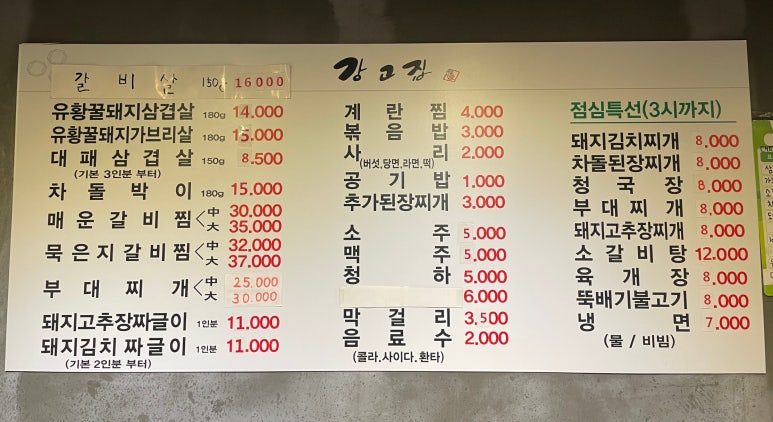 강고집
갈비살 150g 16000
유황꿀돼지삼겹살 180g 14.000
유황꿀돼지가브리살 180g 15.000
대패삼겹살 150g 8.500
(기본 3인분 부터)
차돌박이 180g 15.000
매운갈비찜 < 中 30.000
大 35.000
묵은지갈비찜 < 中 32.000
大 37.000
부대찌개 < 中 25.000
大 30.000
돼지고추장짜글이 1인분 11.000
돼지김치짜글이 1인분 11.000
(기본 2인분 부터)
계란찜 4.000
볶음밥 3.000
사리 2.000
(버섯,당면,라면,떡)
공기밥 1.000
추가된장찌개 3.000
소주 5.000
맥주 5.000
청하 5.000
6.000
막걸리 3.500
음료수 2.000
(콜라.사이다.환타)
점심특선(3시까지)
돼지김치찌개 8.000
차돌된장찌개 8.000
청국장 8.000
부대찌개 8.000
돼지고추장찌개 8.000
소갈비탕 12.000
육개장 8.000
뚝배기불고기 8.000
냉면 7.000
(물 / 비빔)